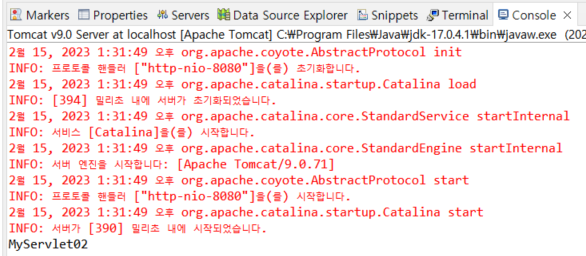 Markers Properties Servers Data Source Explorer Snippets Terminal Console
Tomcat v9.0 Server at localhost [Apache Tomcat] C:₩Program Files₩Java₩jdk-17.0.4.1₩bin₩javaw.exe (202
2월 15, 2023 1:31:49 오후 org.apache.coyote.AbstractProtocol init
INFO: 프로토콜 핸들러 ["http-nio-8080"]을(를) 초기화합니다.
2월 15, 2023 1:31:49 오후 org.apache.catalina.startup.Catalina load
INFO: [394] 밀리초 내에 서버가 초기화되었습니다.
2월 15, 2023 1:31:49 오후 org.apache.catalina.core.StandardService startInternal
INFO: 서비스 [Catalina]을(를) 시작합니다.
2월 15, 2023 1:31:49 오후 org.apache.catalina.core.StandardEngine startInternal
INFO: 서버 엔진을 시작합니다: [Apache Tomcat/9.0.71]
2월 15, 2023 1:31:49 오후 org.apache.coyote.AbstractProtocol start
INFO: 프로토콜 핸들러 ["http-nio-8080"]을(를) 시작합니다.
2월 15, 2023 1:31:49 오후 org.apache.catalina.startup.Catalina start
INFO: 서버가 [390] 밀리초 내에 시작되었습니다.
MyServlet02